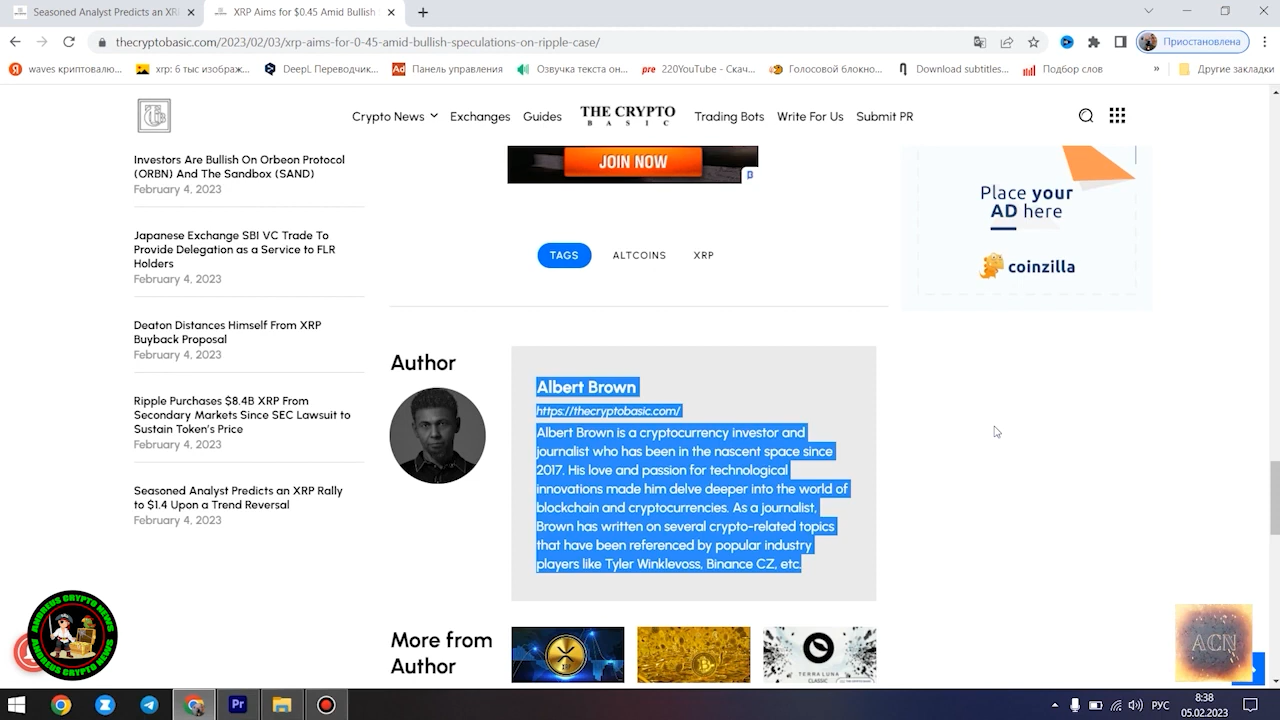 Seasoned Analyst Predicts an XR
XRP Aims for $0.45 Amid Bullish
thecryptobasic.com/2023/02/03/xrp-aims-for-0-45-amid-bullish-speculations-on-ripple-case/
Приостановлена
waves криптовалю...
xrp: 6 тыс изображ...
DeepL Переводчик...
Панель управления
Озвучка текста он...
pre 220YouTube - Скач...
Голосовой блокно...
Download subtitles...
Подбор слов
»
Другие закладки
Crypto News
Exchanges
Guides
THE CRYPTO
BASIC
Trading Bots
Write For Us
Submit PR
Investors Are Bullish On Orbeon Protocol
(ORBN) And The Sandbox (SAND)
February 4, 2023
Japanese Exchange SBI VC Trade To
Provide Delegation as a Service to FLR
Holders
February 4, 2023
Deaton Distances Himself From XRP
Buyback Proposal
February 4, 2023
Ripple Purchases $8.4B XRP From
Secondary Markets Since SEC Lawsuit to
Sustain Token's Price
February 4, 2023
Seasoned Analyst Predicts an XRP Rally
to $1.4 Upon a Trend Reversal
February 4, 2023
JOIN NOW
TAGS
ALTCOINS
XRP
Author
Albert Brown
https://thecryptobasic.com/
Albert Brown is a cryptocurrency investor and
journalist who has been in the nascent space since
2017. His love and passion for technological
innovations made him delve deeper into the world of
blockchain and cryptocurrencies. As a journalist,
Brown has written on several crypto-related topics
that have been referenced by popular industry
players like Tyler Winklevoss, Binance CZ, etc.
More from
Author
TERRA LUNA
CLASSIC
Place your
AD here
coinzilla
ANDREUS CRYPTO NEWS
ANDREUS CRYPTO NEWS
ACN
Pr
РУС
8:38
05.02.2023